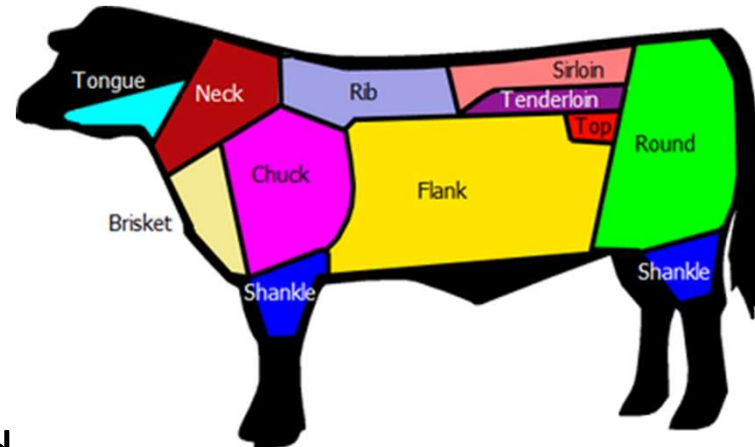 Tongue
Neck
Rib
Sirloin
Tenderloin
Top
Round
Chuck
Flank
Brisket
Shankle
Shankle